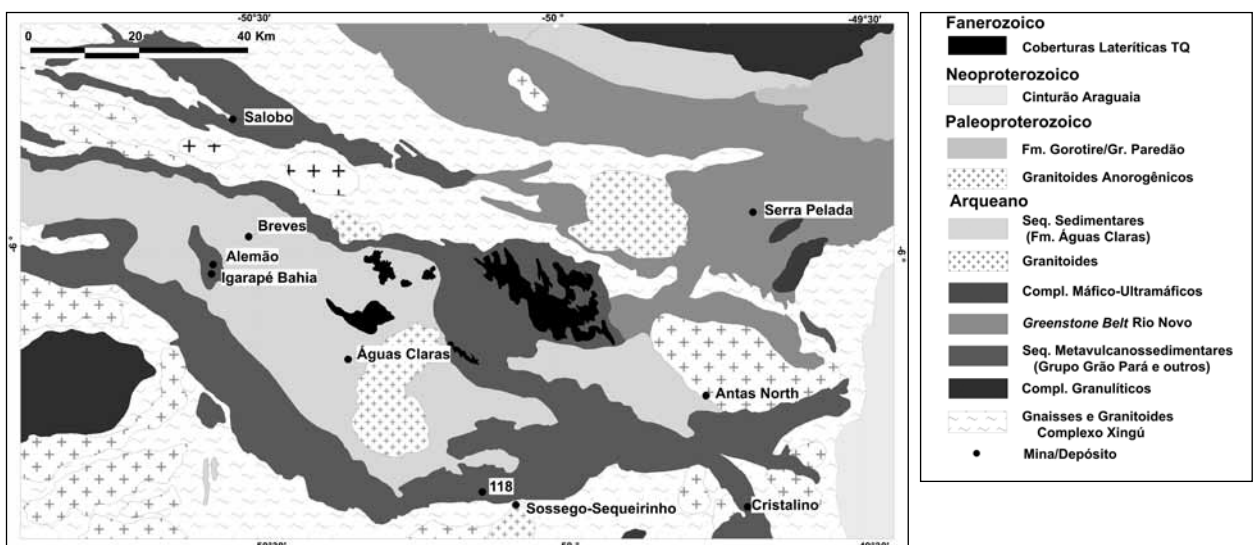 -50°30'
-50 °
-49°30'
0 20 40 Km
Salobo
Serra Pelada
Breves
-6°
-6°
Alemão
Igarapé Bahia
Águas Claras
Antas North
118
Sossego-Sequeirinho
Cristalino
Fanerozoico
Coberturas Lateríticas TQ
Neoproterozoico
Cinturão Araguaia
Paleoproterozoico
Fm. Gorotire/Gr. Paredão
Granitoides Anorogênicos
Arqueano
Seq. Sedimentares
(Fm. Águas Claras)
Granitoides
Compl. Máfico-Ultramáficos
Greenstone Belt Rio Novo
Seq. Metavulcanossedimentares
(Grupo Grão Pará e outros)
Compl. Granulíticos
Gnaisses e Granitoides
Complexo Xingú
Mina/Depósito